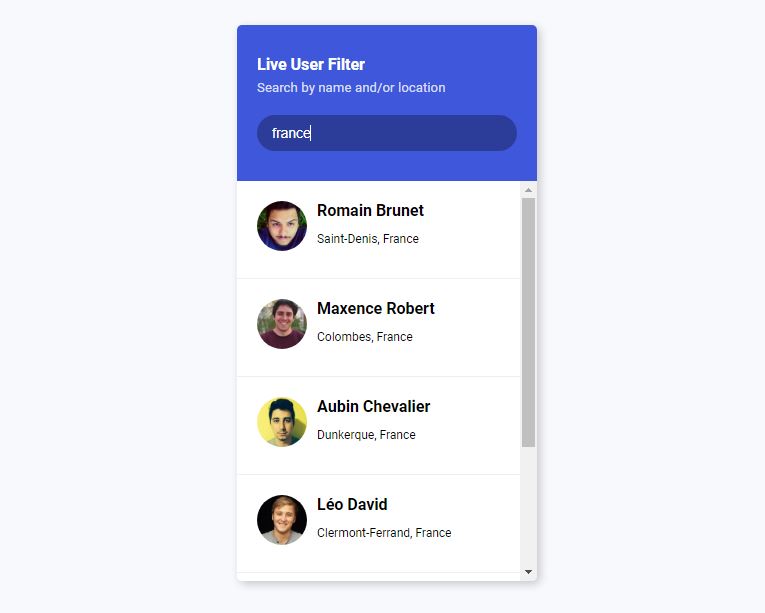 Live User Filter
Search by name and/or location
france
Romain Brunet
Saint-Denis, France
Maxence Robert
Colombes, France
Aubin Chevalier
Dunkerque, France
Léo David
Clermont-Ferrand, France